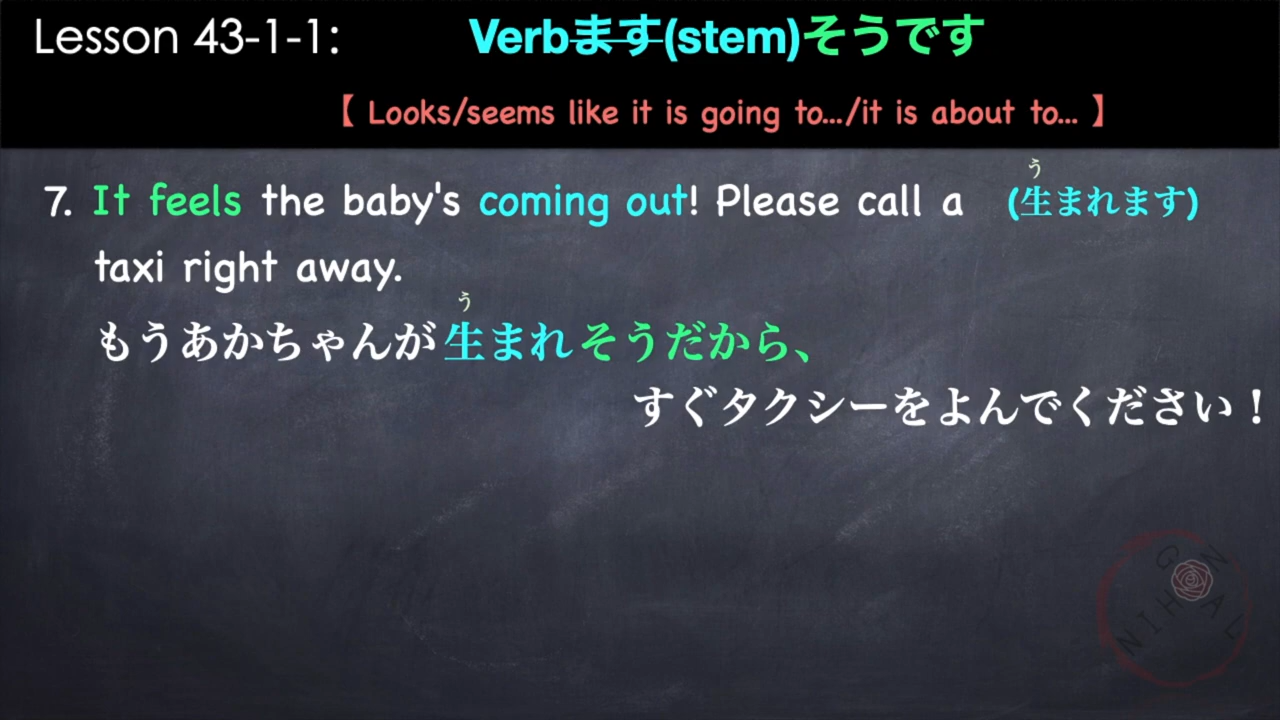 Lesson 43-1-1:
Verbます(stem)そうです
【 Looks/seems like it is going to.../it is about to... 】
う
7. It feels the baby's coming out! Please call a (生まれます)
taxi right away.
う
もうあかちゃんが生まれそうだから、
すぐタクシーをよんでください！
NIHONGO